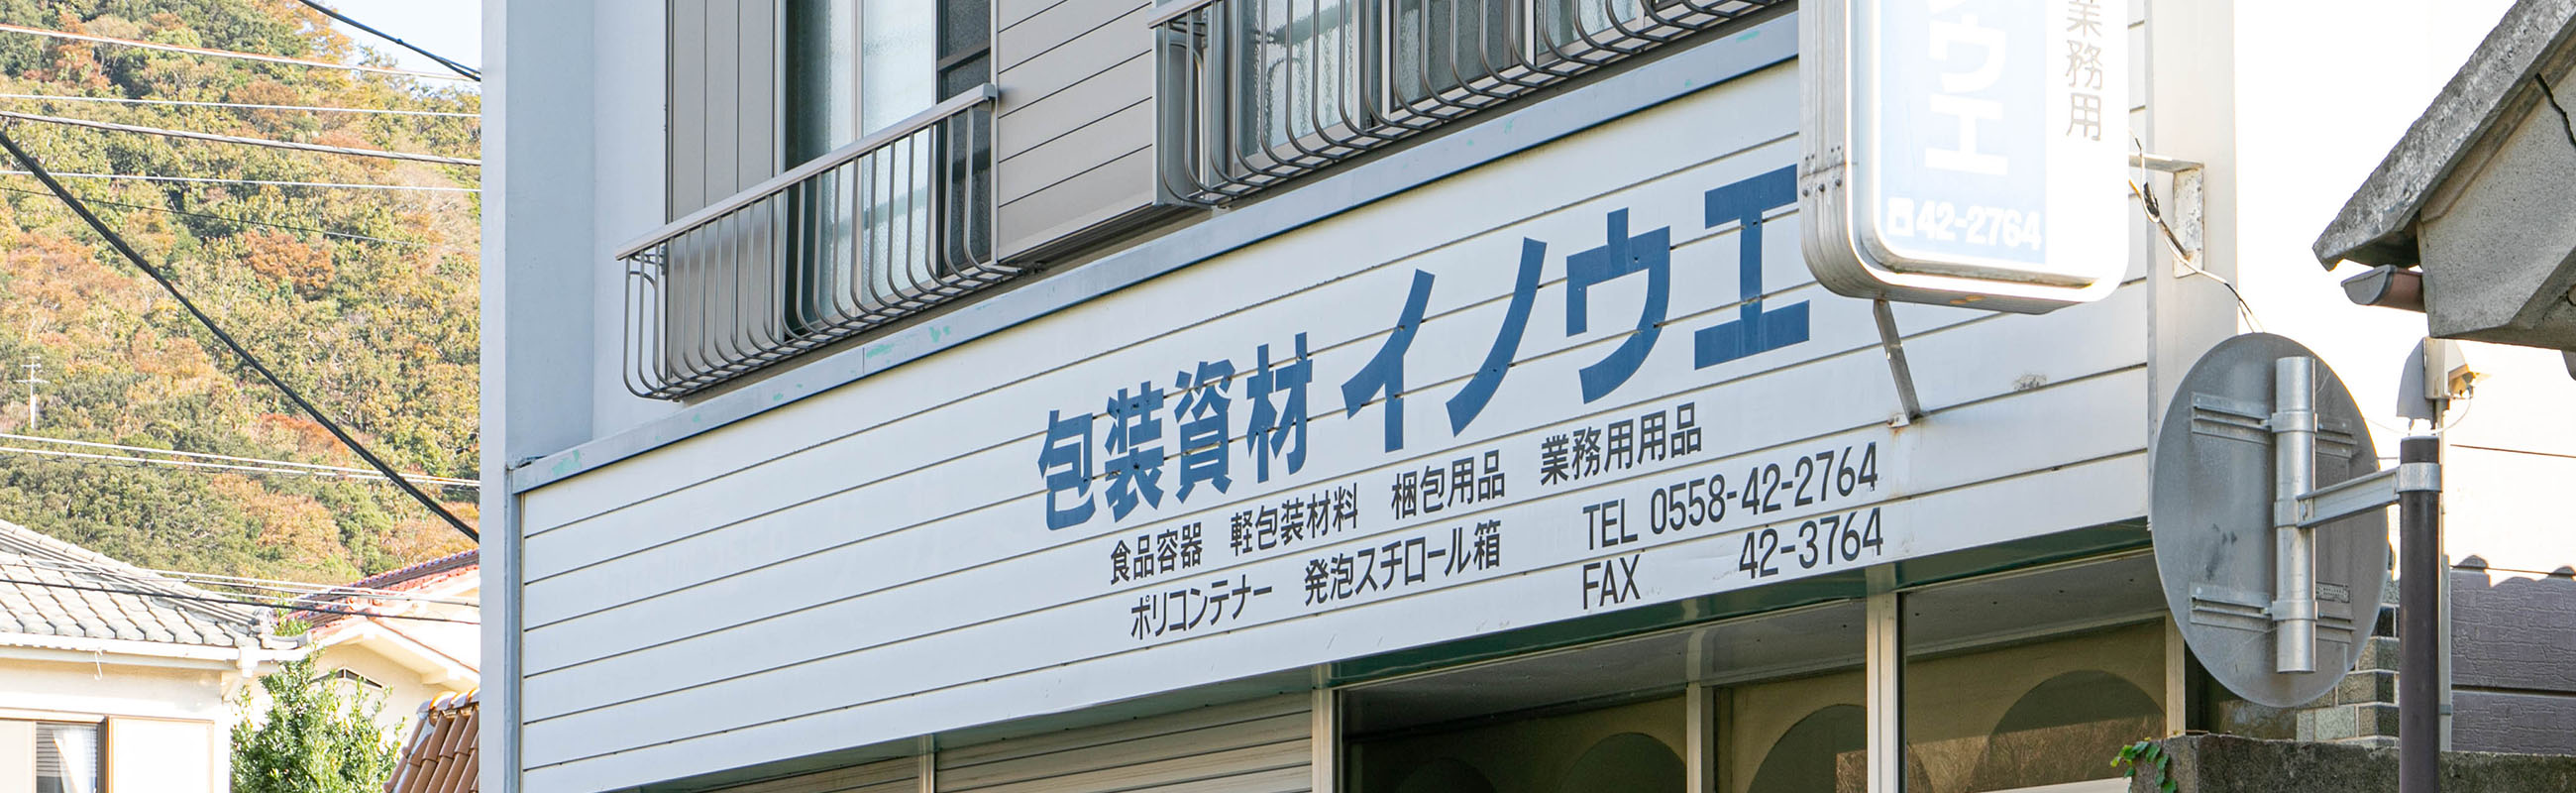 包装資材 イノウエ
食品容器 軽包装材料 梱包用品 業務用用品
ポリコンテナー 発泡スチロール箱
TEL 0558-42-2764
FAX 42-3764
ウエ
業務用
42-2764